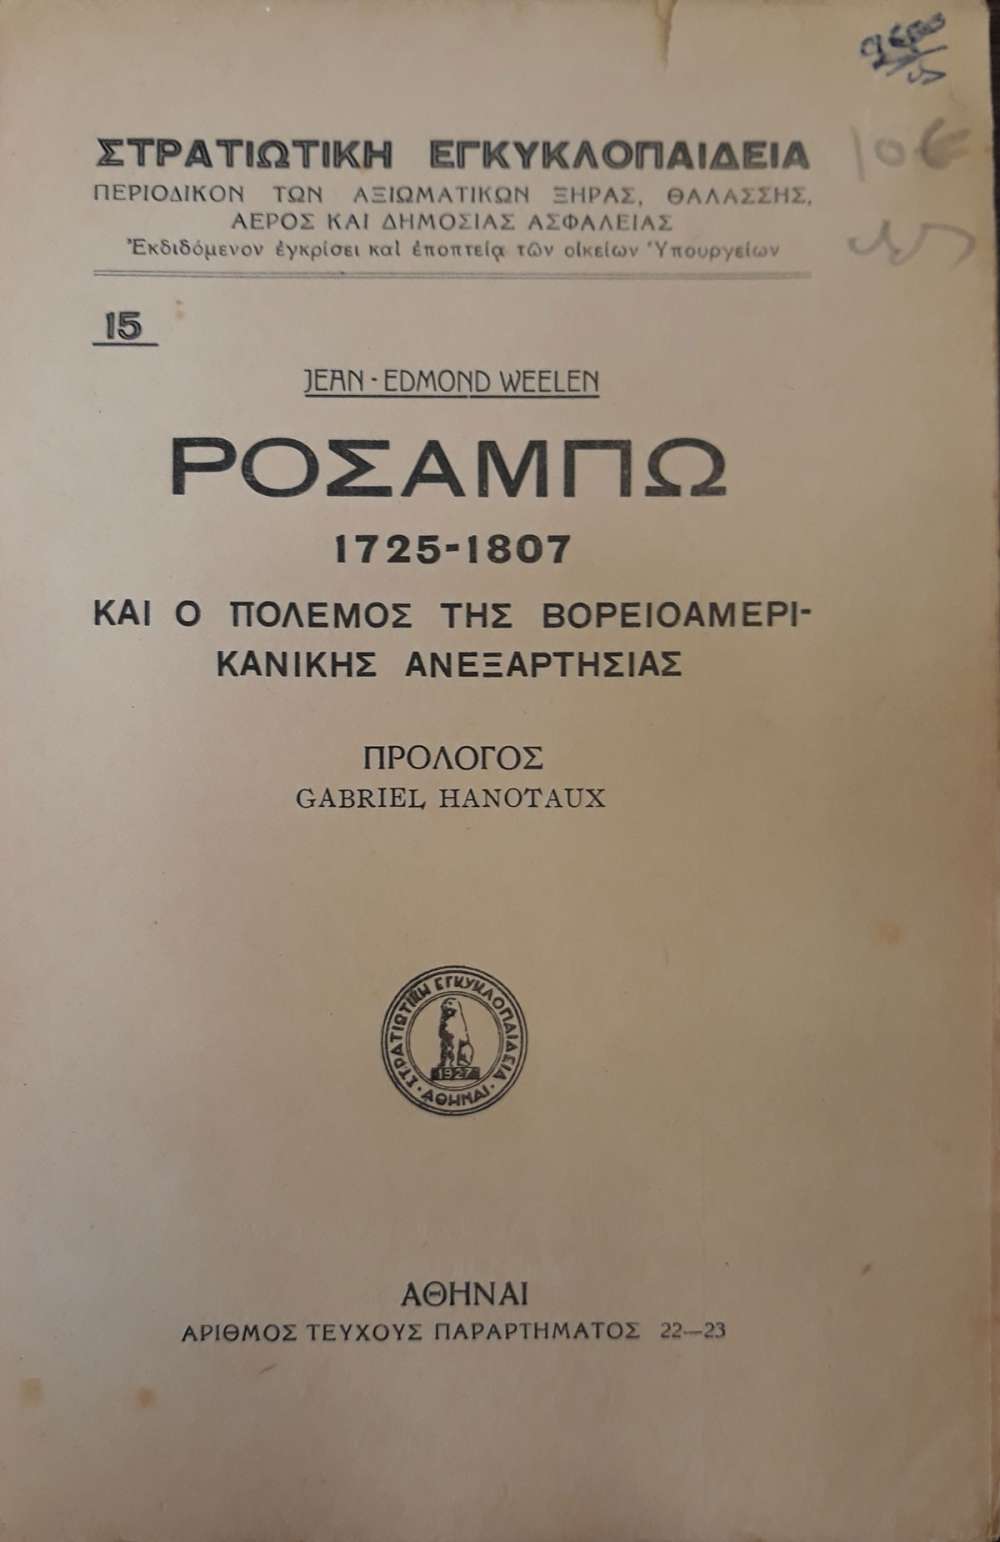 ΣΤΡΑΤΙΩΤΙΚΗ ΕΓΚΥΚΛΟΠΑΙΔΕΙΑ
ΠΕΡΙΟΔΙΚΟΝ ΤΩΝ ΑΞΙΩΜΑΤΙΚΩΝ ΞΗΡΑΣ, ΘΑΛΑΣΣΗΣ,
ΑΕΡΟΣ ΚΑΙ ΔΗΜΟΣΙΑΣ ΑΣΦΑΛΕΙΑΣ
Ἐκδιδόμενον ἐγκρίσει καὶ ἐποπτείᾳ τῶν οἰκείων Ὑπουργείων
10€
15
JEAN - EDMOND WEELEN
ΡΟΣΑΜΠΩ
1725-1807
ΚΑΙ Ο ΠΟΛΕΜΟΣ ΤΗΣ ΒΟΡΕΙΟΑΜΕΡΙ-
ΚΑΝΙΚΗΣ ΑΝΕΞΑΡΤΗΣΙΑΣ
ΠΡΟΛΟΓΟΣ
GABRIEL HANOTAUX
ΣΤΡΑΤΙΩΤΙΚΗ ΕΓΚΥΚΛΟΠΑΙΔΕΙΑ
1927
· ΑΘΗΝΑΙ ·
ΑΘΗΝΑΙ
ΑΡΙΘΜΟΣ ΤΕΥΧΟΥΣ ΠΑΡΑΡΤΗΜΑΤΟΣ 22—23